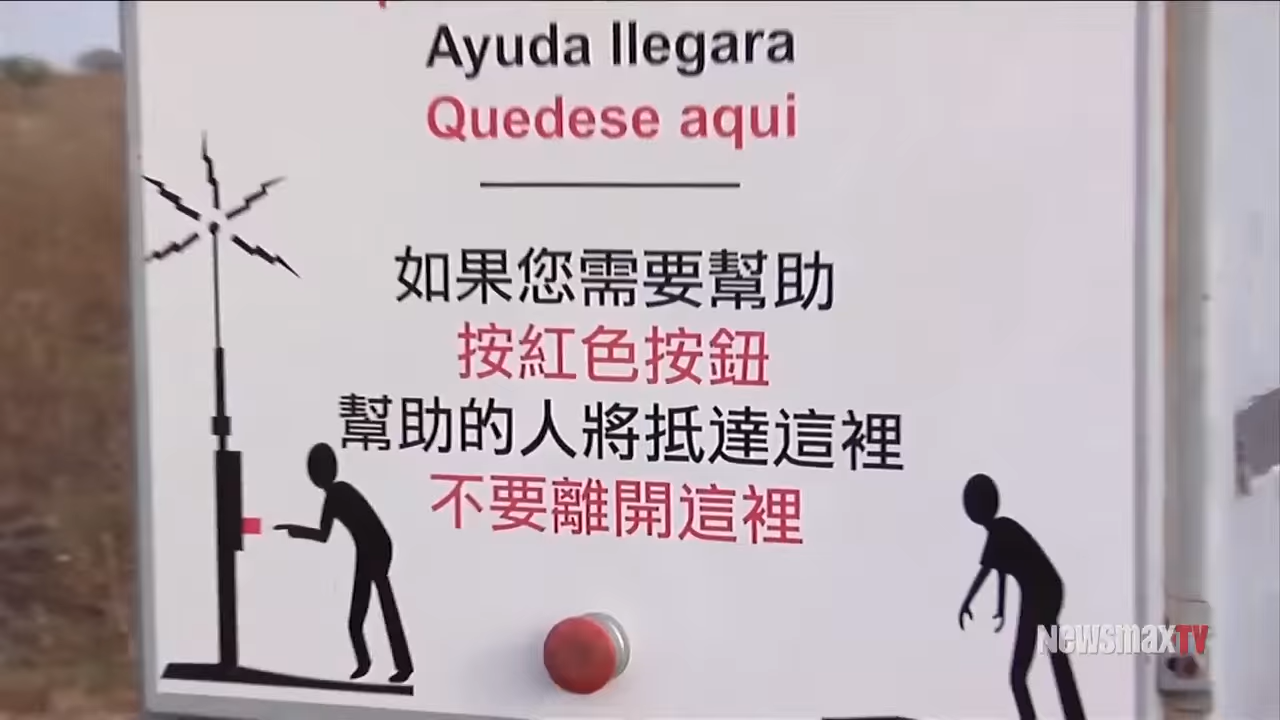 Ayuda llegara
Quedese aqui
如果您需要幫助
按紅色按鈕
幫助的人將抵達這裡
不要離開這裡
NewsmaxTV